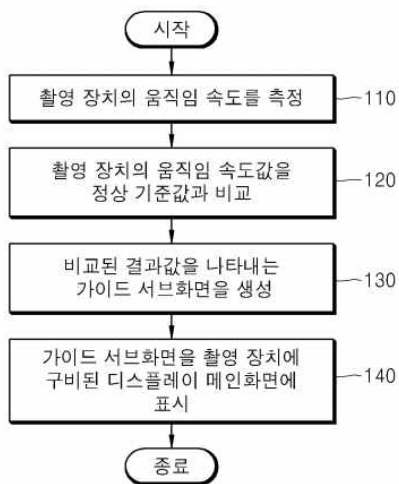 시작
촬영 장치의 움직임 속도를 측정
110
촬영 장치의 움직임 속도값을
정상 기준값과 비교
120
비교된 결과값을 나타내는
가이드 서브화면을 생성
130
가이드 서브화면을 촬영 장치에
구비된 디스플레이 메인화면에
표시
140
종료